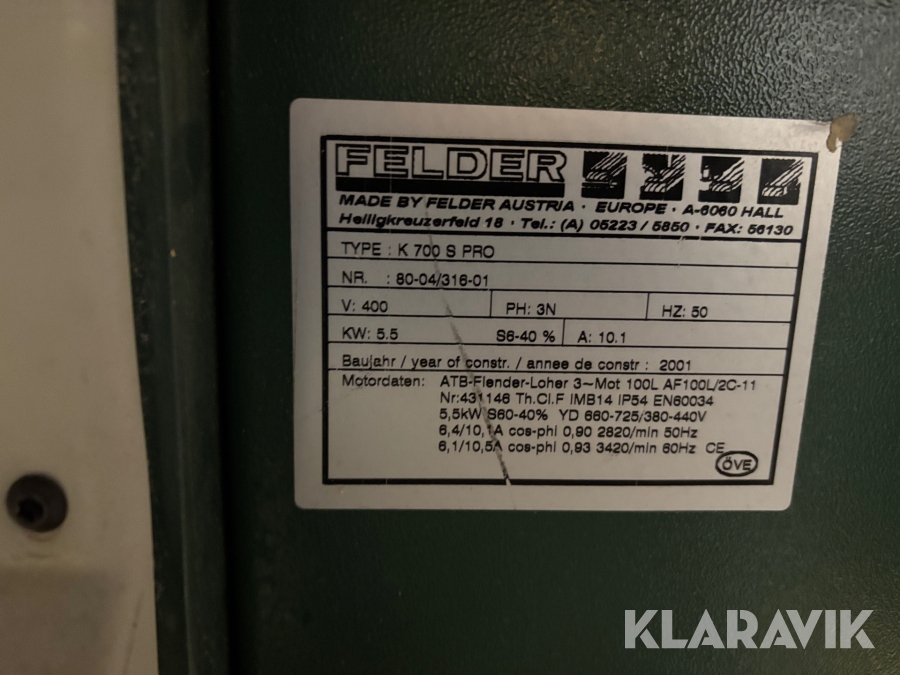 FELDER
MADE BY FELDER AUSTRIA · EUROPE · A-6060 HALL
Heiligkreuzerfeld 18 · Tel.: (A) 05223 / 5850 · FAX: 56130
TYPE : K 700 S PRO
NR. : 80-04/316-01
V: 400 PH: 3N HZ: 50
KW: 5.5 S6-40 % A: 10.1
Baujahr / year of constr. / annee de constr : 2001
Motordaten: ATB-Flender-Loher 3~Mot 100L AF100L/2C-11
Th.Cl.F IMB14 IP54 EN60034
5,5kW S60-40% YD 660-725/380-440V
6,4/10,1A cos-phi 0,90 2820/min 50Hz
6,1/10,5A cos-phi 0,93 3420/min 60Hz CE
ÖVE
KLARAVIK